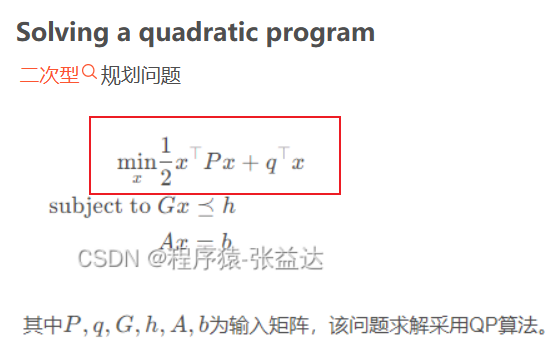 Solving a quadratic program
二次型规划问题
min_x 1/2 x^⊤Px + q^⊤x
subject to Gx ⪯ h
Ax = b
CSDN @程序猿-张益达
其中P, q, G, h, A, b为输入矩阵，该问题求解采用QP算法。